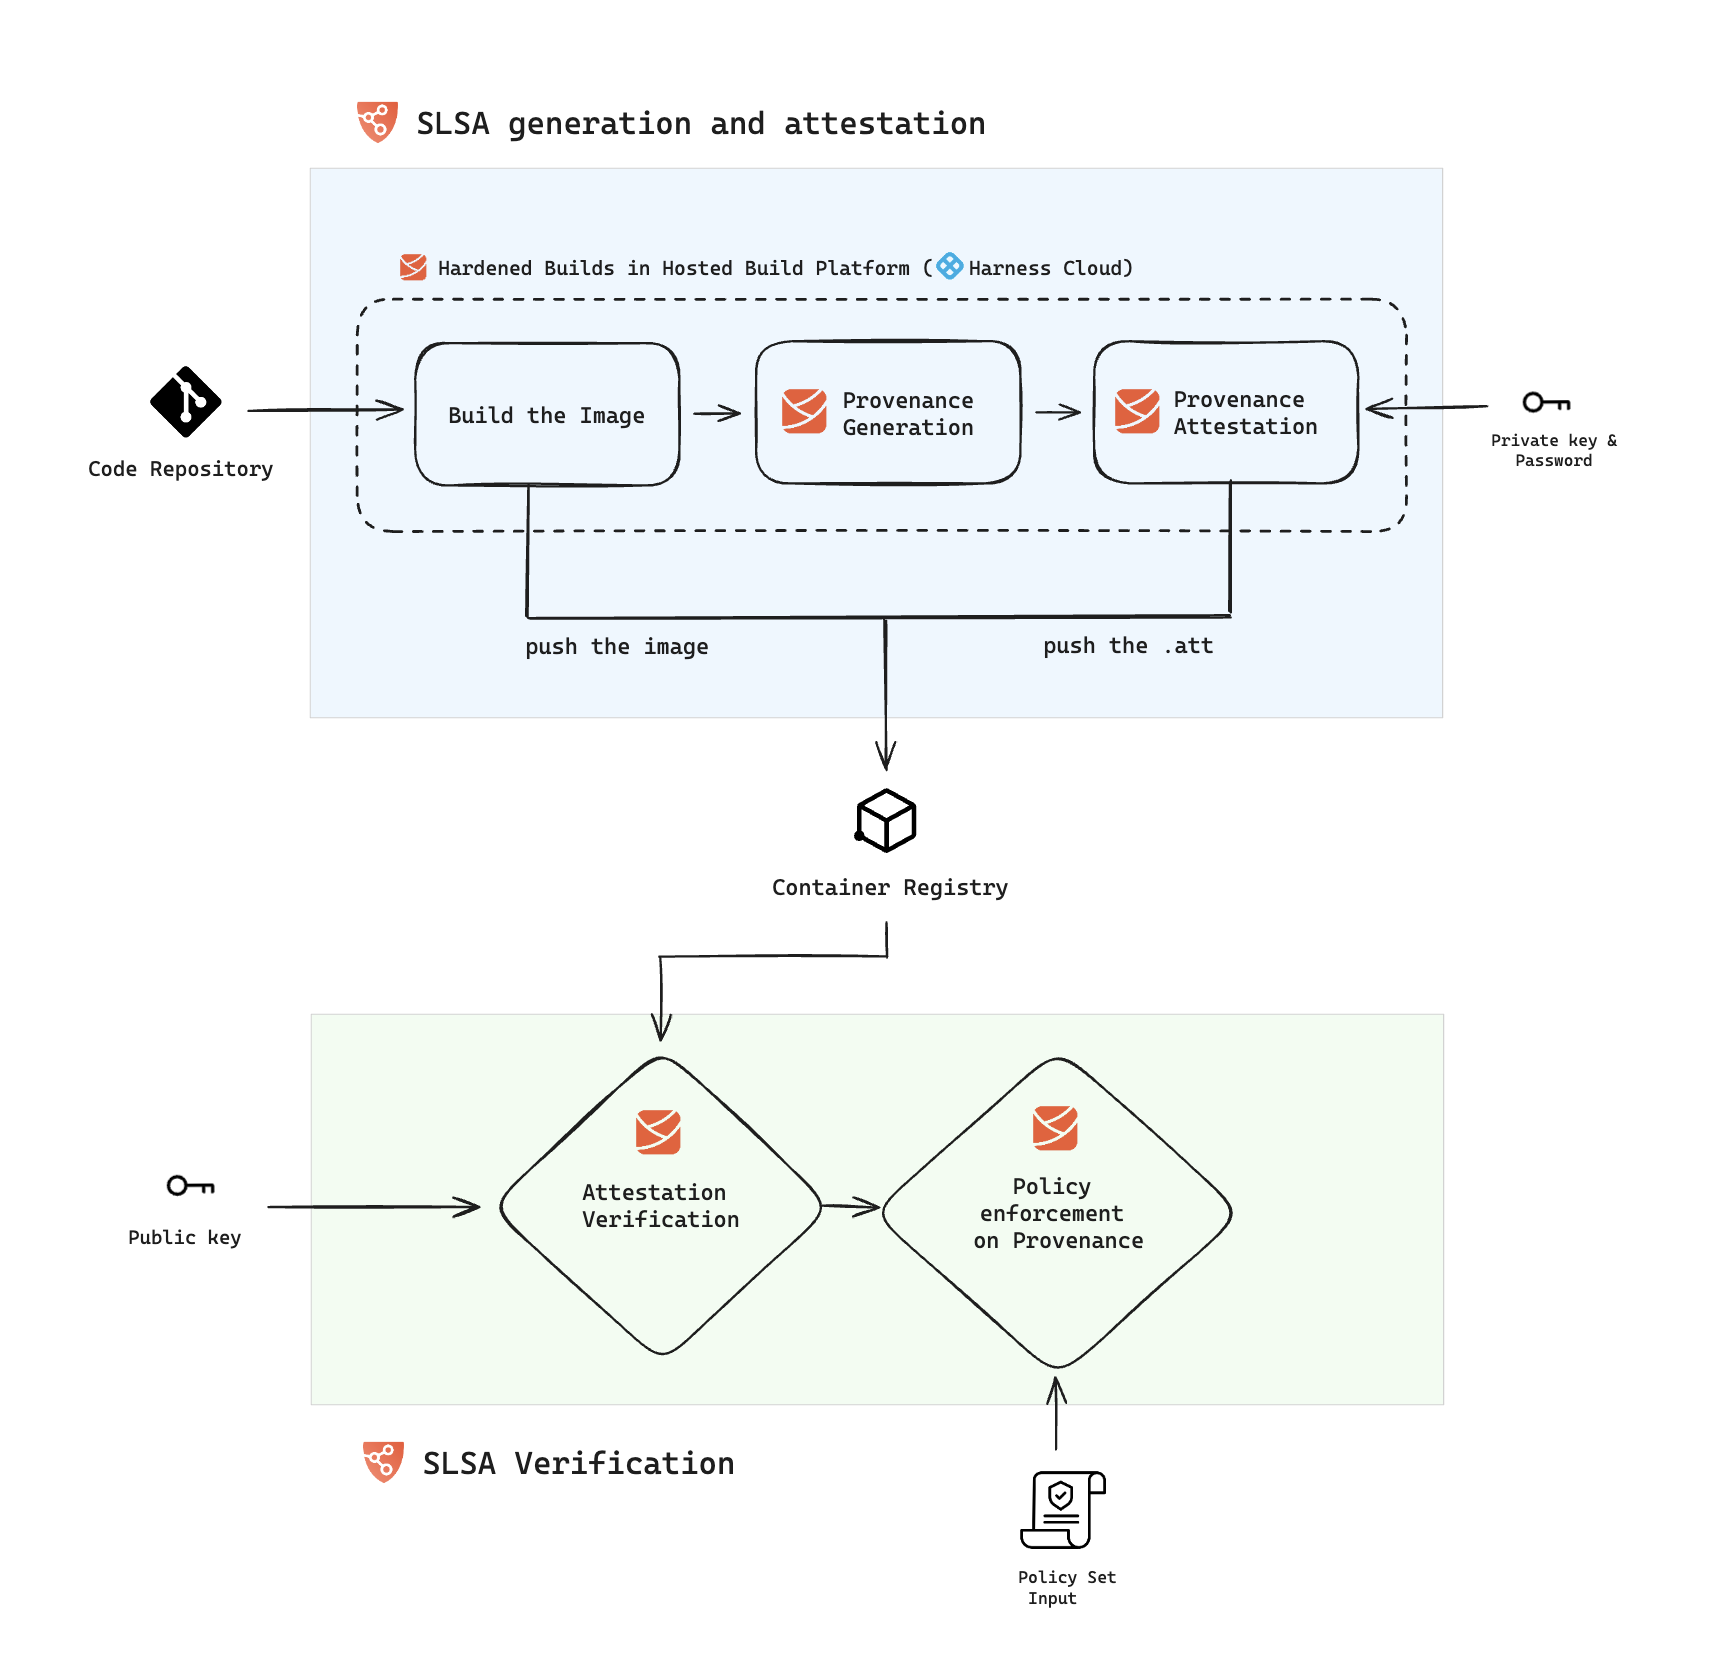 SLSA generation and attestation
Hardened Builds in Hosted Build Platform ( Harness Cloud)
Build the Image
Provenance
Generation
Provenance
Attestation
Code Repository
Private key &
Password
push the image
push the .att
Container Registry
Attestation
Verification
Policy
enforcement
on Provenance
Public key
SLSA Verification
Policy Set
Input